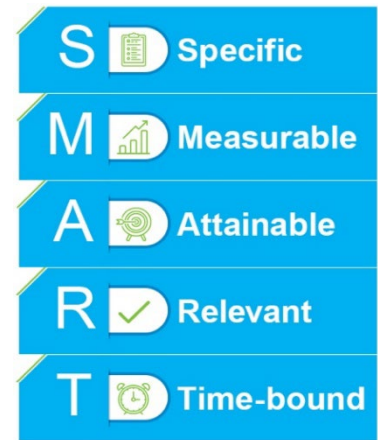 S Specific
M Measurable
A Attainable
R Relevant
T Time-bound